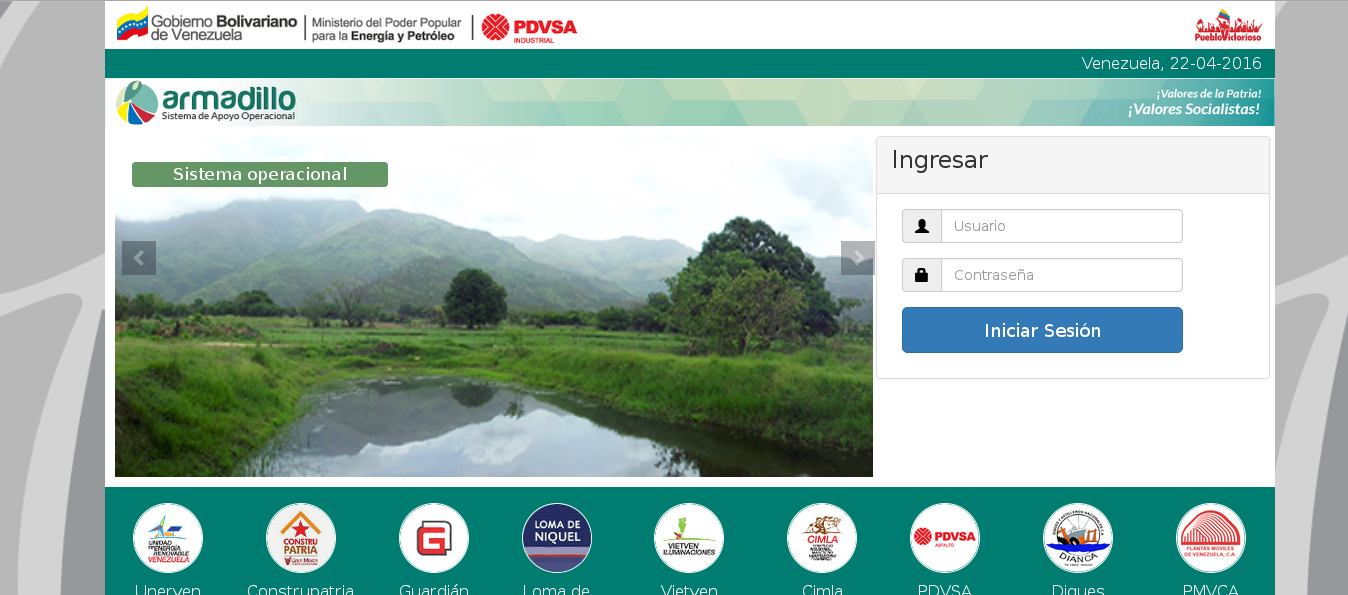 Gobierno Bolivariano
de Venezuela
Ministerio del Poder Popular
para la Energía y Petróleo
PDVSA
INDUSTRIAL
PuebloVictorioso
Venezuela, 22-04-2016
armadillo
Sistema de Apoyo Operacional
¡Valores de la Patria!
¡Valores Socialistas!
Sistema operacional
Ingresar
Usuario
Contraseña
Iniciar Sesión
UNIDAD
DE ENERGÍA
RENOVABLE
VENEZUELA
CONSTRU
PATRIA
LOMA DE
NIQUEL
VIETVEN
ILUMINACIONES
CIMLA
PDVSA
ASFALTO
DIANCA
PLANTAS MOVILES
DE VENEZUELA, C.A.
Unerven
Construpatria
Guardián
Loma de
Vietven
Cimla
PDVSA
Diques
PMVCA